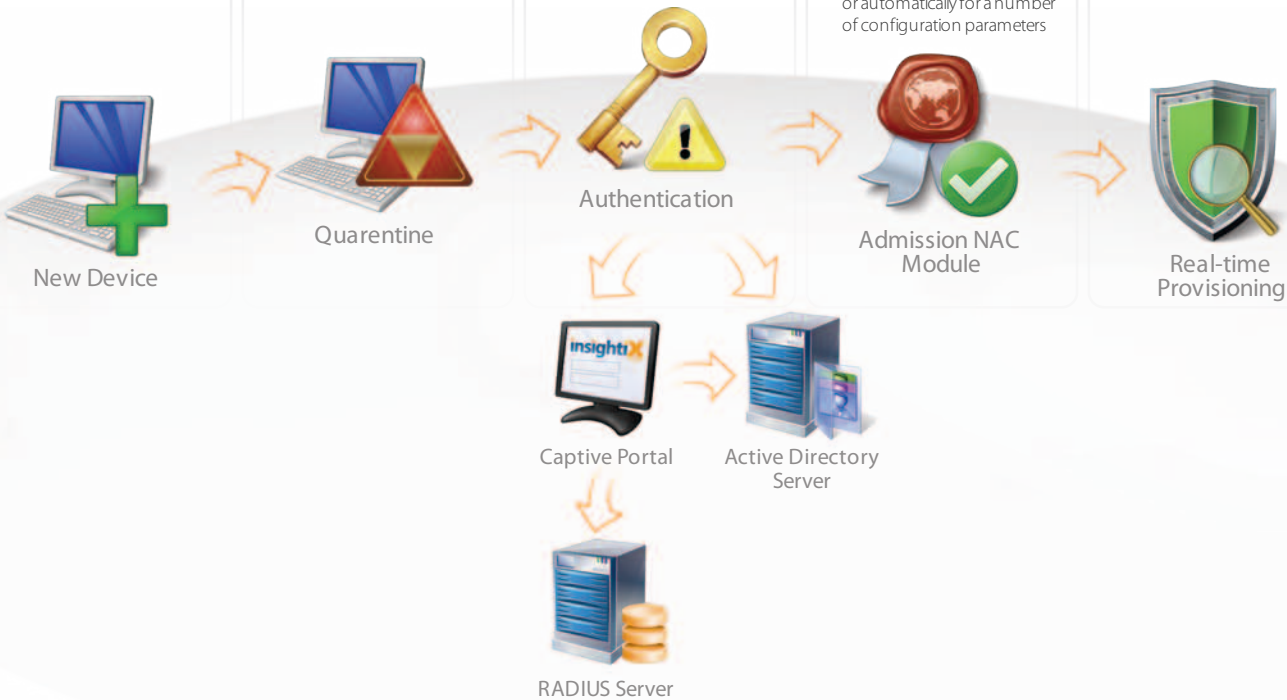 or automatically for a number
of configuration parameters
New Device
Quarentine
Authentication
Admission NAC
Module
Real-time
Provisioning
insightix
Captive Portal
Active Directory
Server
RADIUS Server